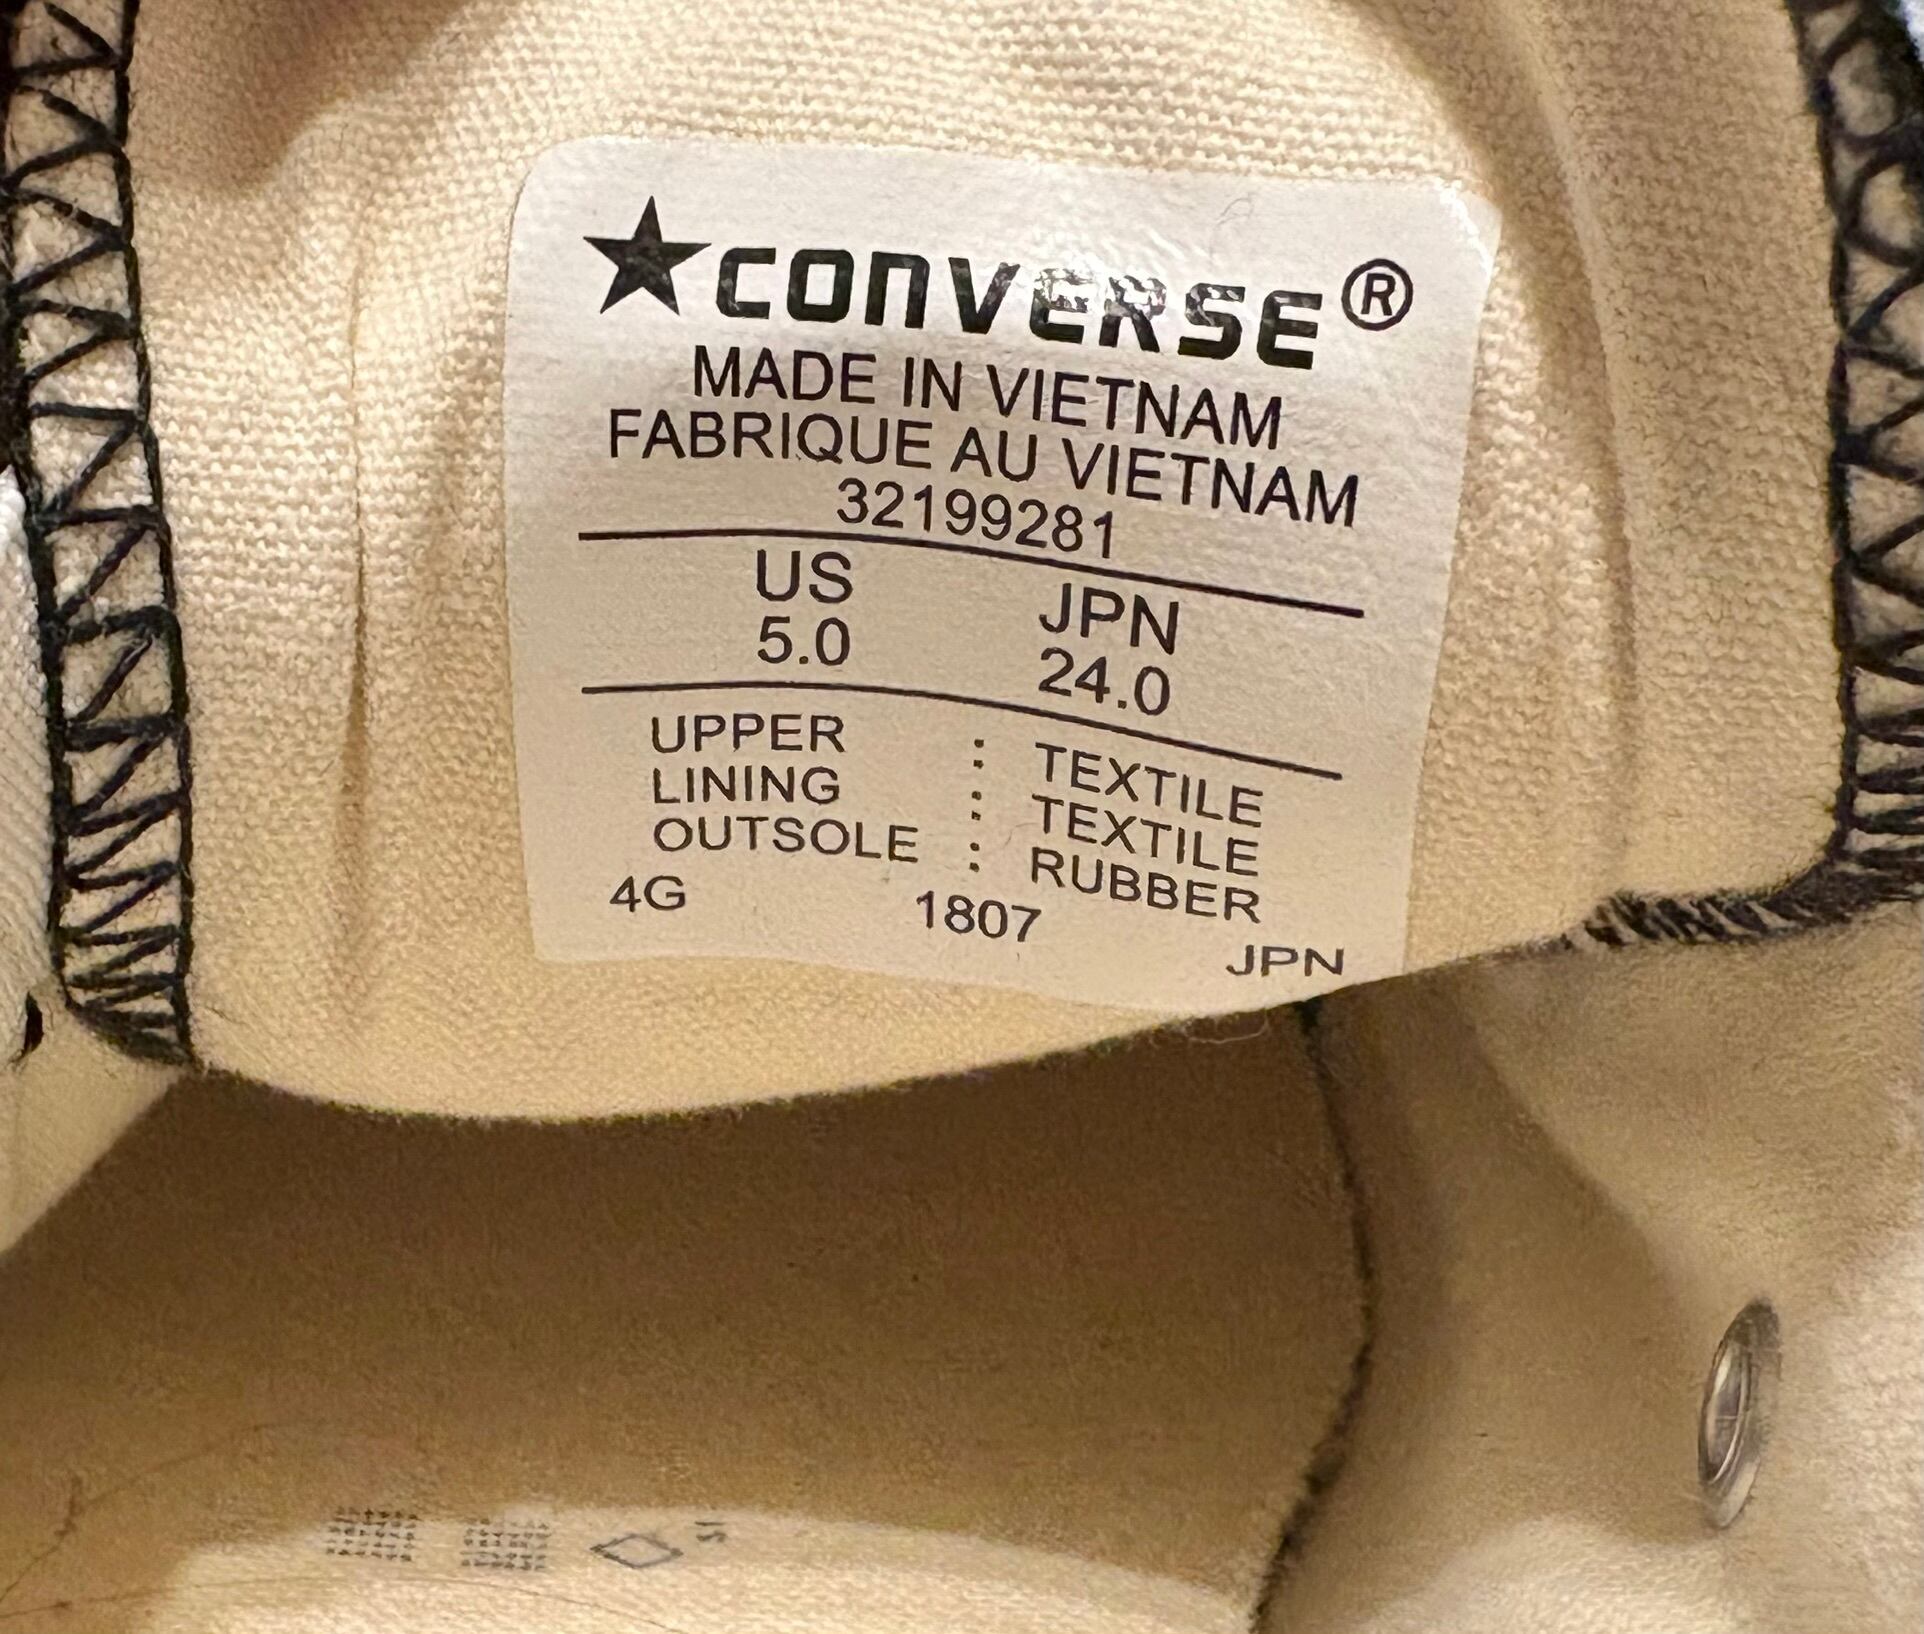 CONVERSE®
MADE IN VIETNAM
FABRIQUE AU VIETNAM
32199281
US JPN
5.0 24.0
UPPER : TEXTILE
LINING : TEXTILE
OUTSOLE : RUBBER
4G 1807 JPN